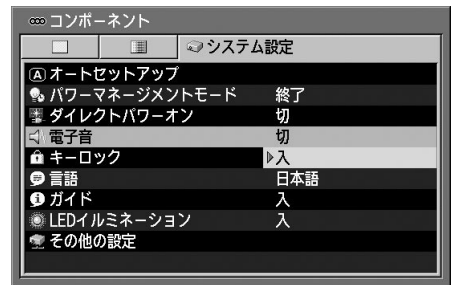 コンポーネント
システム設定
Aオートセットアップ
パワーマネージメントモード 終了
ダイレクトパワーオン 切
電子音 切
キーロック 入
言語 日本語
ガイド 入
LEDイルミネーション 入
その他の設定